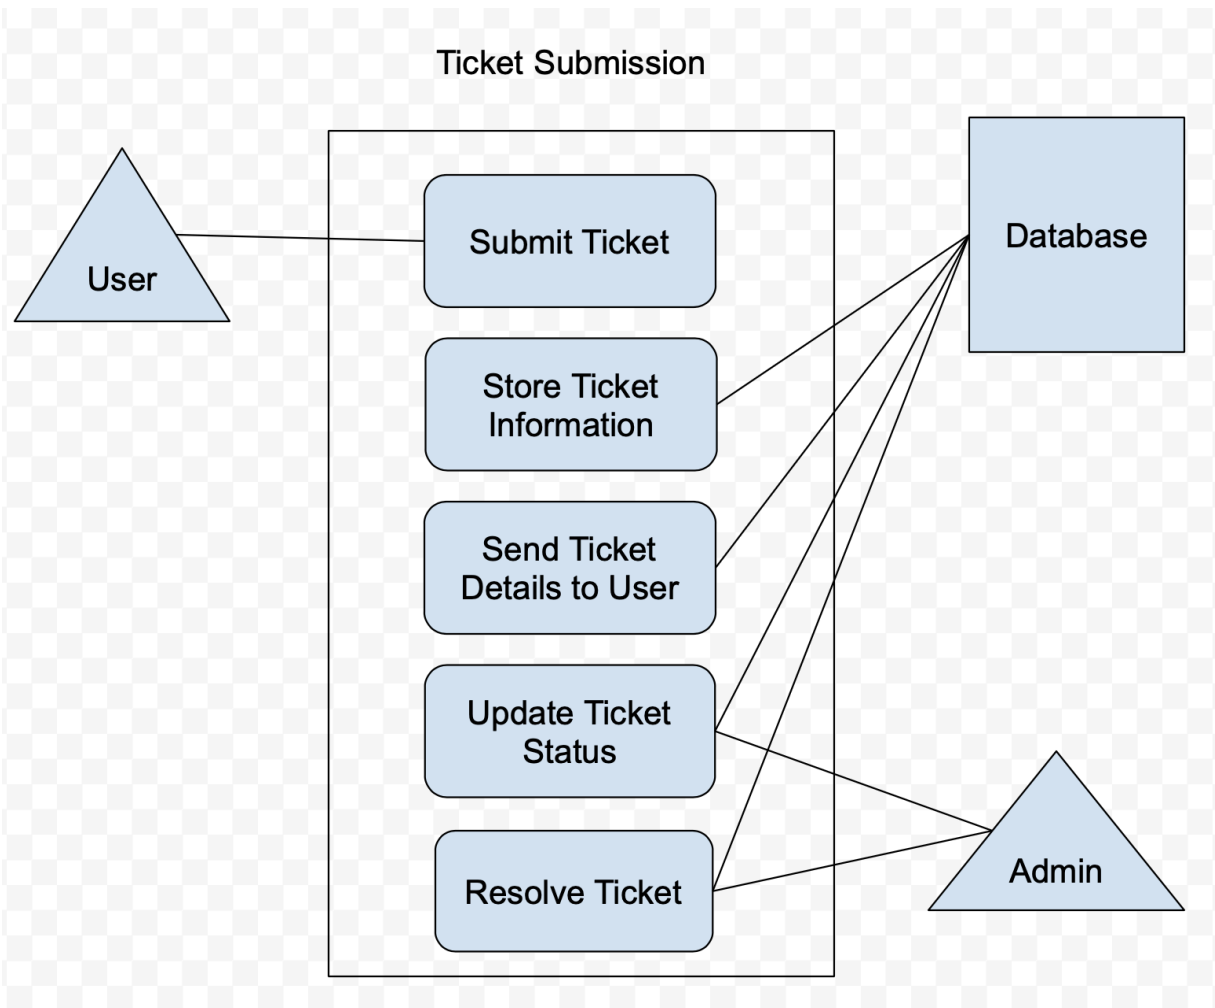 Ticket Submission
User
Submit Ticket
Database
Store Ticket
Information
Send Ticket
Details to User
Update Ticket
Status
Resolve Ticket
Admin